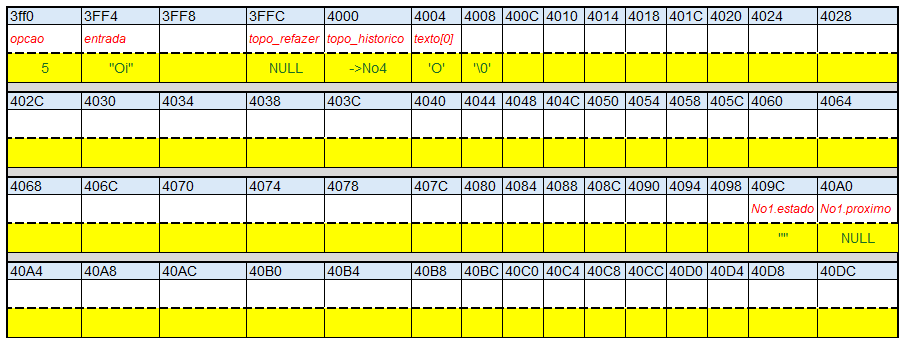 3ff0 3FF4 3FF8 3FFC 4000 4004 4008 400C 4010 4014 4018 401C 4020 4024 4028
opcao entrada topo_refazer topo_historico texto[0]
5 "Oi" NULL ->No4 'O' '\0'
402C 4030 4034 4038 403C 4040 4044 4048 404C 4050 4054 4058 405C 4060 4064
4068 406C 4070 4074 4078 407C 4080 4084 4088 408C 4090 4094 4098 409C 40A0
No1.estado No1.proximo
"" NULL
40A4 40A8 40AC 40B0 40B4 40B8 40BC 40C0 40C4 40C8 40CC 40D0 40D4 40D8 40DC